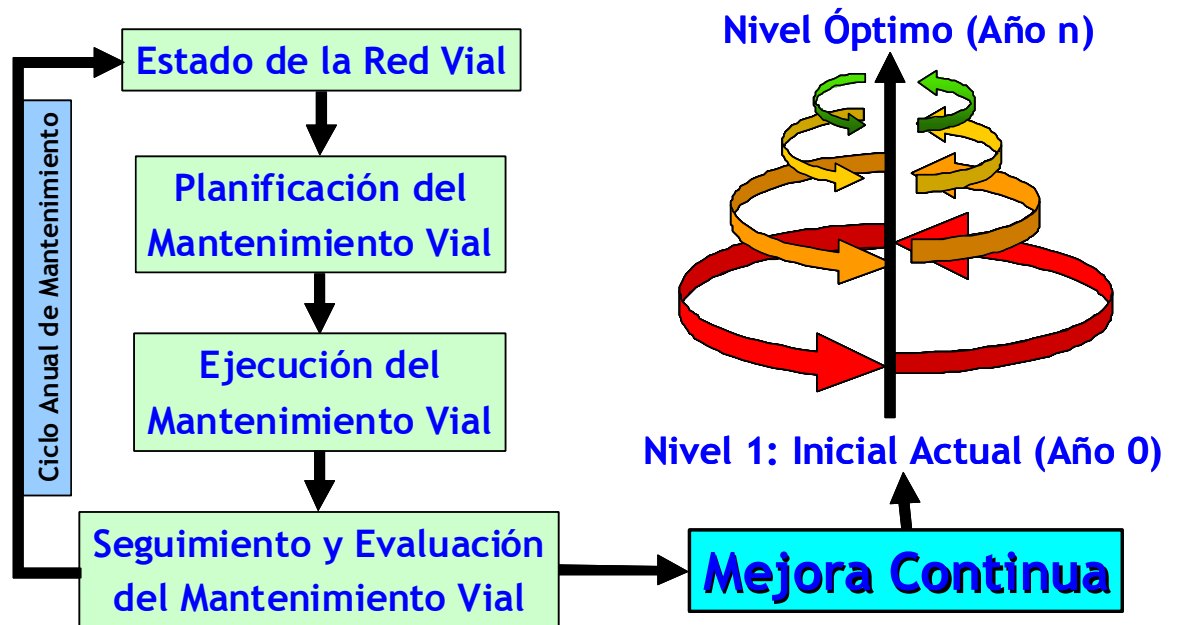 Estado de la Red Vial
Planificación del
Mantenimiento Vial
Ejecución del
Mantenimiento Vial
Seguimiento y Evaluación
del Mantenimiento Vial
Ciclo Anual de Mantenimiento
Nivel Óptimo (Año n)
Nivel 1: Inicial Actual (Año 0)
Mejora Continua